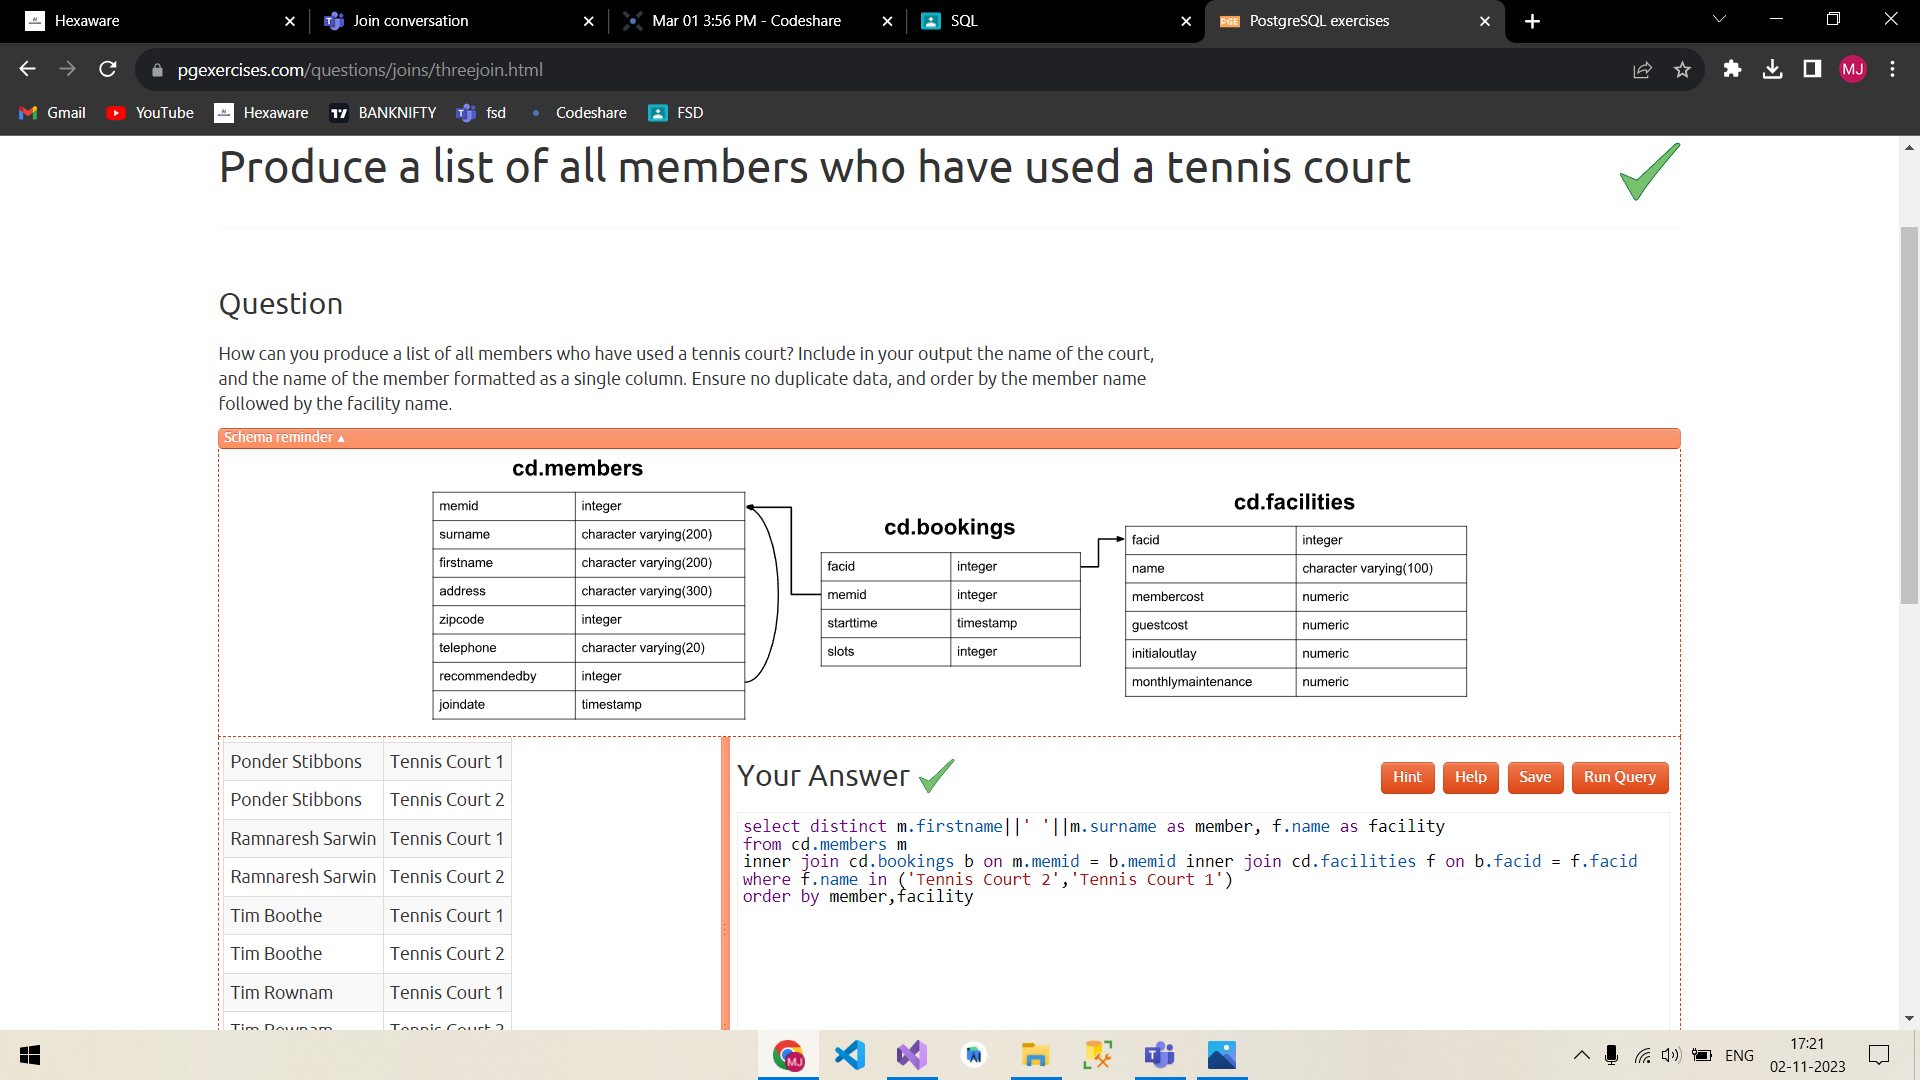 Hexaware
Join conversation
Mar 01 3:56 PM - Codeshare
SQL
PGE PostgreSQL exercises
pgexercises.com/questions/joins/threejoin.html
MJ
Gmail
YouTube
Hexaware
BANKNIFTY
fsd
Codeshare
FSD
Produce a list of all members who have used a tennis court
Question
How can you produce a list of all members who have used a tennis court? Include in your output the name of the court,
and the name of the member formatted as a single column. Ensure no duplicate data, and order by the member name
followed by the facility name.
Schema reminder ▴
cd.members
memid integer
surname character varying(200)
firstname character varying(200)
address character varying(300)
zipcode integer
telephone character varying(20)
recommendedby integer
joindate timestamp
cd.bookings
facid integer
memid integer
starttime timestamp
slots integer
cd.facilities
facid integer
name character varying(100)
membercost numeric
guestcost numeric
initialoutlay numeric
monthlymaintenance numeric
Ponder Stibbons Tennis Court 1
Ponder Stibbons Tennis Court 2
Ramnaresh Sarwin Tennis Court 1
Ramnaresh Sarwin Tennis Court 2
Tim Boothe Tennis Court 1
Tim Boothe Tennis Court 2
Tim Rownam Tennis Court 1
Tim Rownam Tennis Court 2
Your Answer
Hint Help Save Run Query
select distinct m.firstname||' '||m.surname as member, f.name as facility
from cd.members m
inner join cd.bookings b on m.memid = b.memid inner join cd.facilities f on b.facid = f.facid
where f.name in ('Tennis Court 2','Tennis Court 1')
order by member,facility
MJ
ENG
17:21
02-11-2023